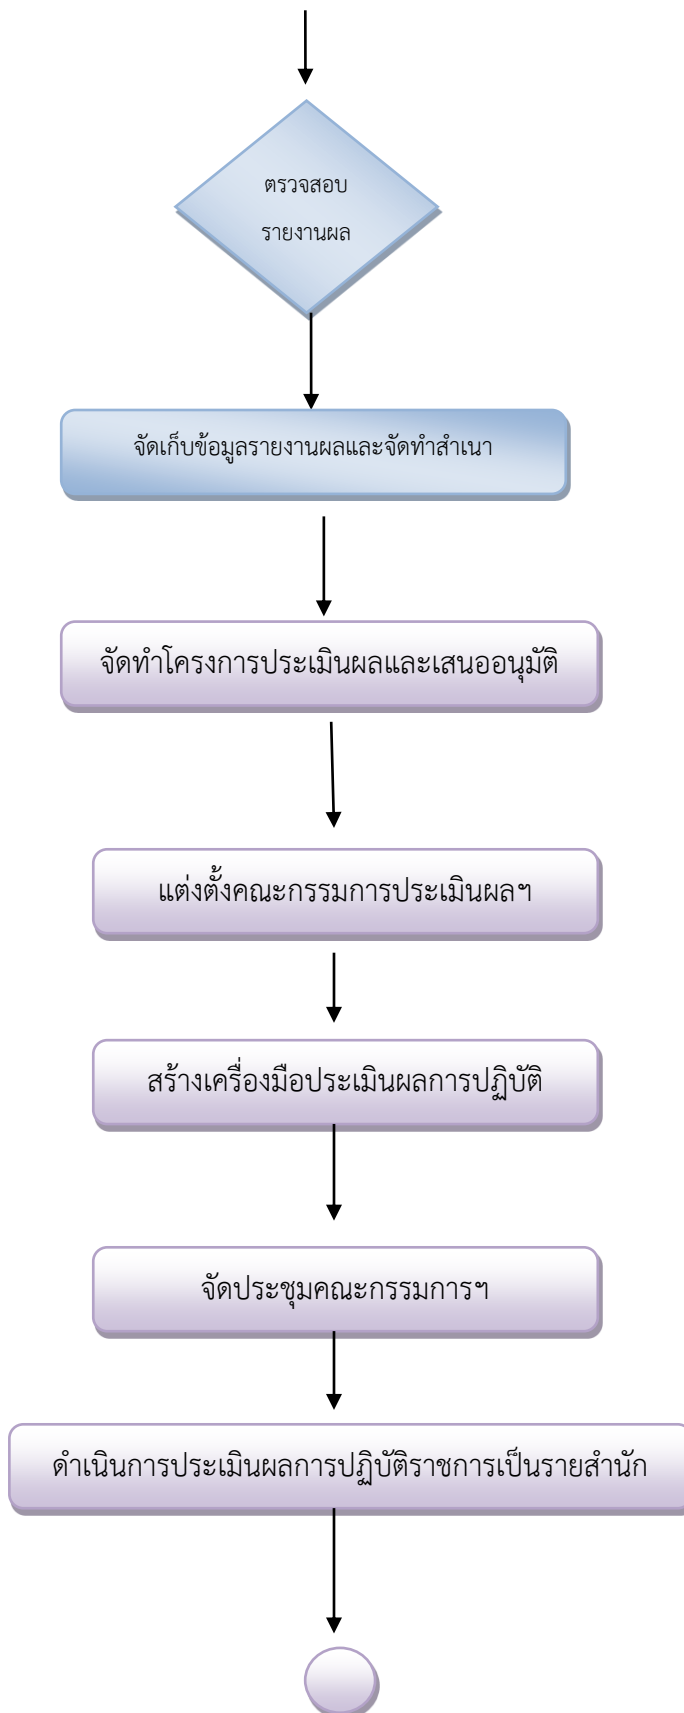 ตรวจสอบ
รายงานผล
จัดเก็บข้อมูลรายงานผลและจัดทำสำเนา
จัดทำโครงการประเมินผลและเสนออนุมัติ
แต่งตั้งคณะกรรมการประเมินผลฯ
สร้างเครื่องมือประเมินผลการปฏิบัติ
จัดประชุมคณะกรรมการฯ
ดำเนินการประเมินผลการปฏิบัติราชการเป็นรายสำนัก